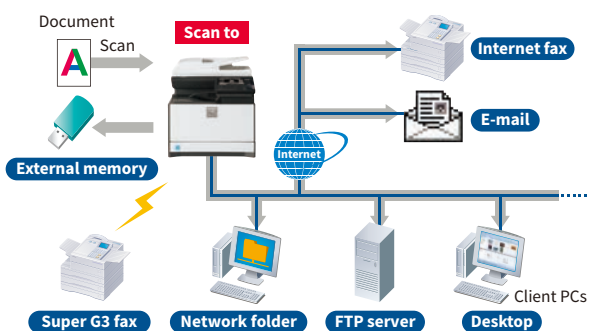 Document
Scan
A
Scan to
Internet fax
E-mail
Internet
External memory
Super G3 fax
Network folder
FTP server
Desktop
Client PCs